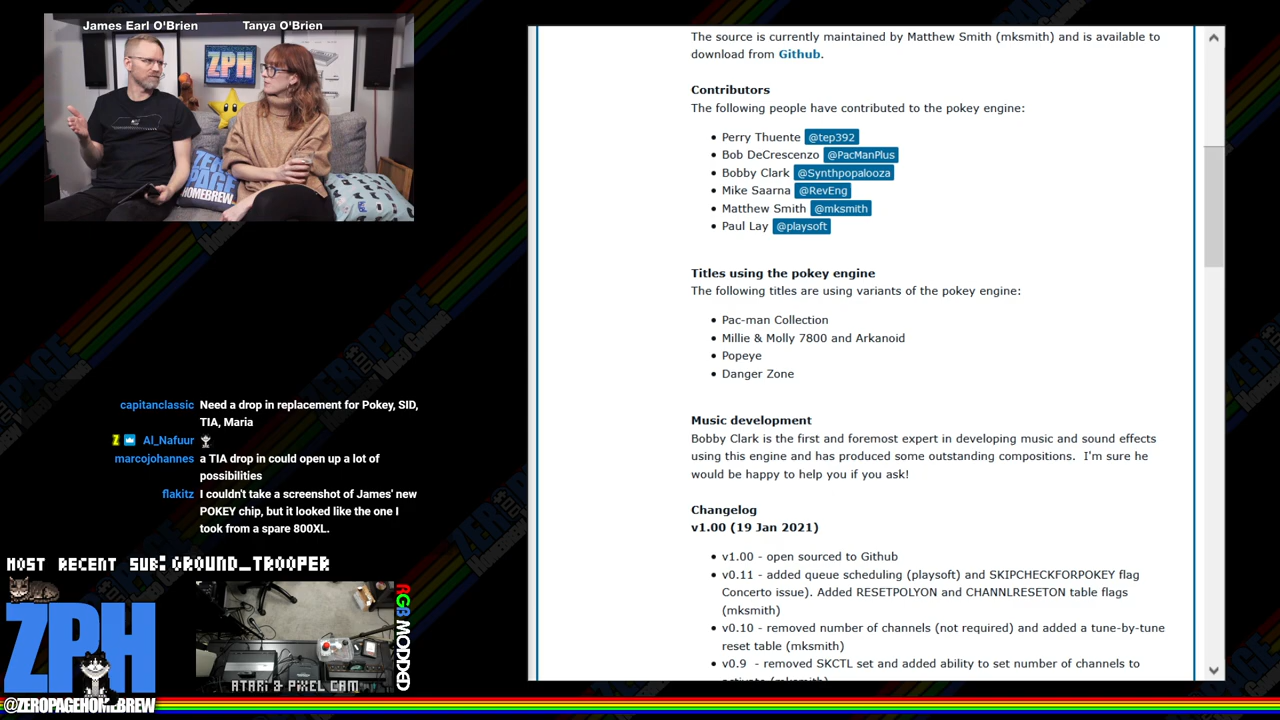 James Earl O'Brien
Tanya O'Brien
ZPH
ZERO
PAGE
HOMEBREW
The source is currently maintained by Matthew Smith (mksmith) and is available to
download from Github.
Contributors
The following people have contributed to the pokey engine:
• Perry Thuente @tep392
• Bob DeCrescenzo @PacManPlus
• Bobby Clark @Synthpopalooza
• Mike Saarna @RevEng
• Matthew Smith @mksmith
• Paul Lay @playsoft
Titles using the pokey engine
The following titles are using variants of the pokey engine:
• Pac-man Collection
• Millie & Molly 7800 and Arkanoid
• Popeye
• Danger Zone
Music development
Bobby Clark is the first and foremost expert in developing music and sound effects
using this engine and has produced some outstanding compositions.  I'm sure he
would be happy to help you if you ask!
Changelog
v1.00 (19 Jan 2021)
• v1.00 - open sourced to Github
• v0.11 - added queue scheduling (playsoft) and SKIPCHECKFORPOKEY flag
Concerto issue). Added RESETPOLYON and CHANNLRESETON table flags
(mksmith)
• v0.10 - removed number of channels (not required) and added a tune-by-tune
reset table (mksmith)
• v0.9  - removed SKCTL set and added ability to set number of channels to
activate (mksmith)
capitanclassic Need a drop in replacement for Pokey, SID,
TIA, Maria
Z Al_Nafuur
marcojohannes a TIA drop in could open up a lot of
possibilities
flakitz I couldn't take a screenshot of James' new
POKEY chip, but it looked like the one I
took from a spare 800XL.
MOST RECENT SUB: GROUND_TROOPER
ZPH
RGB MODDED
ATARI & PIXEL CAM
@ZEROPAGEHOMEBREW